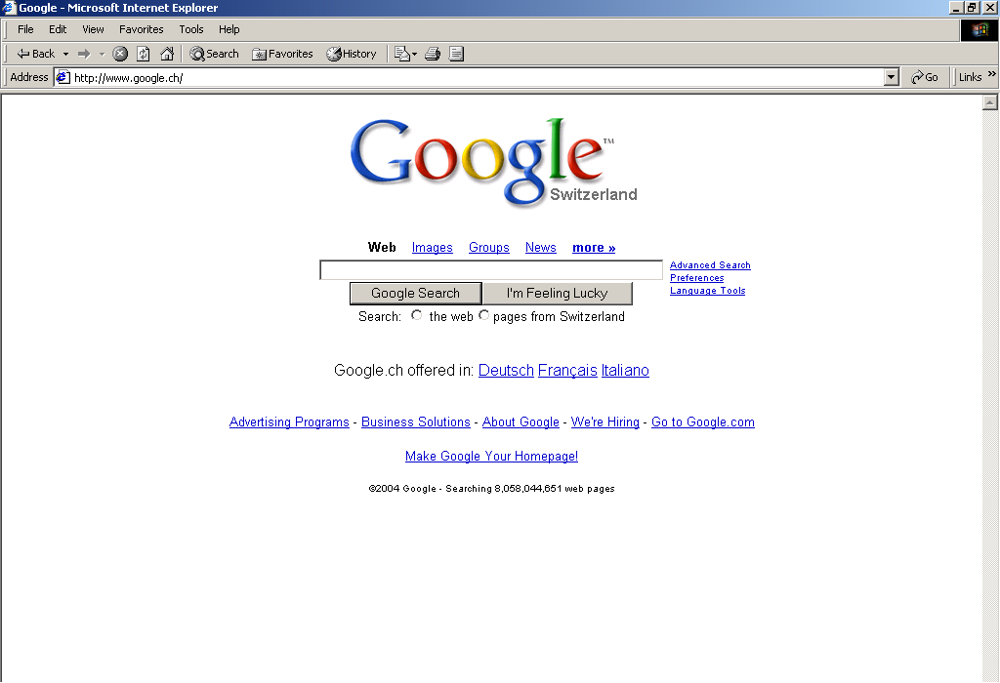 Google - Microsoft Internet Explorer
File Edit View Favorites Tools Help
Back Search Favorites History
Address http://www.google.ch/ Go Links »
Google™
Switzerland
Web Images Groups News more »
Advanced Search
Preferences
Language Tools
Google Search I'm Feeling Lucky
Search: the web pages from Switzerland
Google.ch offered in: Deutsch Français Italiano
Advertising Programs - Business Solutions - About Google - We're Hiring - Go to Google.com
Make Google Your Homepage!
©2004 Google - Searching 8,058,044,651 web pages